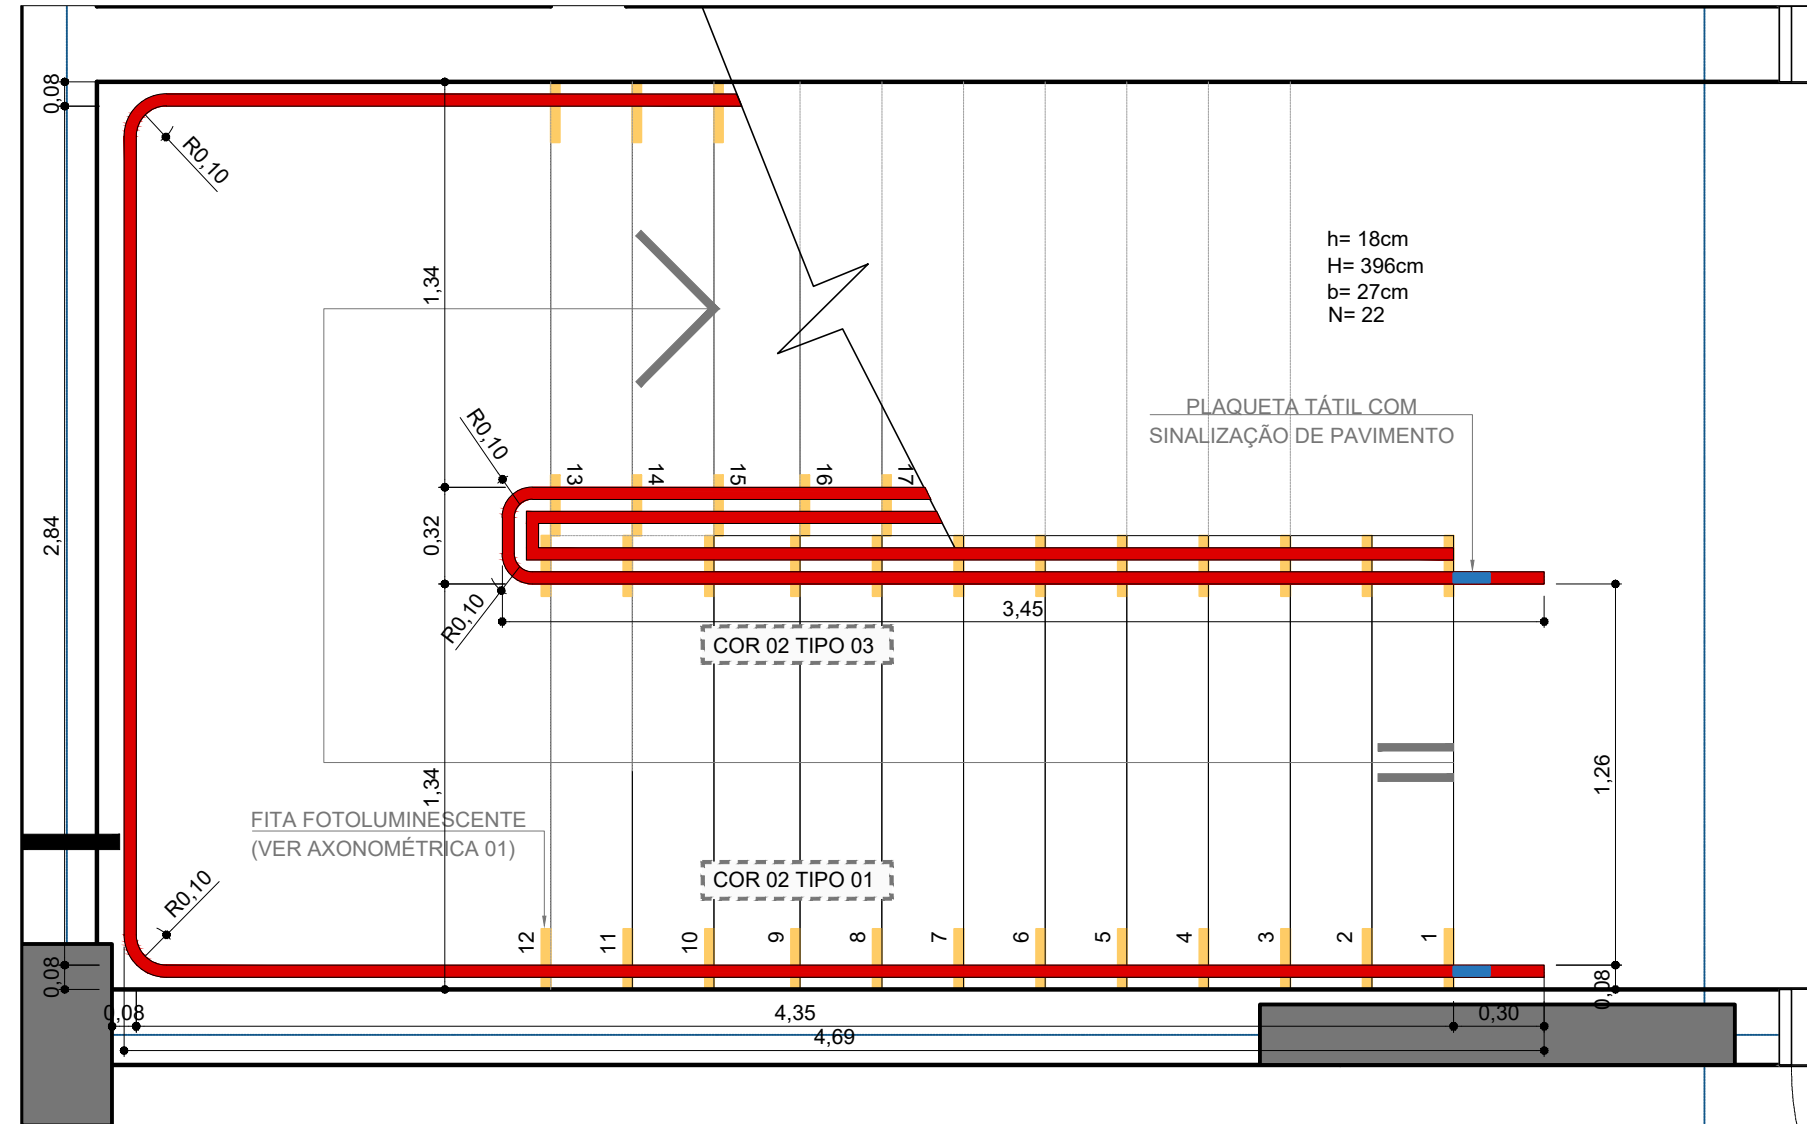 0,08
R0,10
1,34
h= 18cm
H= 396cm
b= 27cm
N= 22
PLAQUETA TÁTIL COM
SINALIZAÇÃO DE PAVIMENTO
R0,10
13
14
15
16
17
2,84
0,32
R0,10
3,45
COR 02 TIPO 03
1,34
1,26
FITA FOTOLUMINESCENTE
(VER AXONOMÉTRICA 01)
COR 02 TIPO 01
R0,10
12
11
10
9
8
7
6
5
4
3
2
1
0,08
0,08
0,08
4,35
0,30
4,69